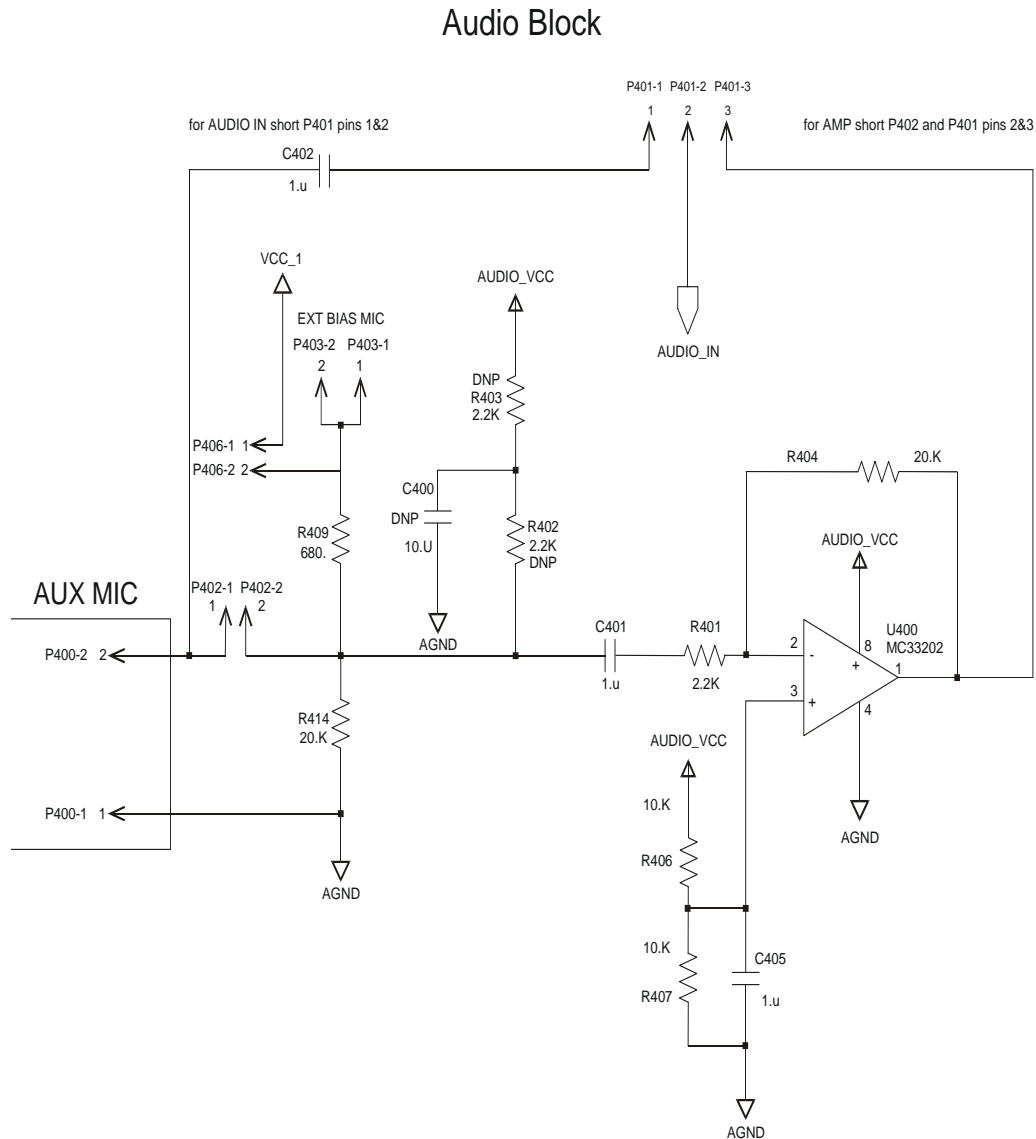 Audio Block
P401-1 P401-2 P401-3
1 2 3
for AUDIO IN short P401 pins 1&2
for AMP short P402 and P401 pins 2&3
C402
1.u
VCC_1
AUDIO_VCC
EXT BIAS MIC
P403-2 P403-1
2 1
AUDIO_IN
DNP
R403
2.2K
P406-1 1
P406-2 2
R404 20.K
C400
DNP
10.U
R409
680.
R402
2.2K
DNP
AUDIO_VCC
AUX MIC
P402-1 P402-2
1 2
AGND
C401
1.u
R401
2.2K
U400
MC33202
2
-
8
+
1
3
+
4
P400-2 2
R414
20.K
AUDIO_VCC
10.K
R406
AGND
P400-1 1
AGND
10.K
R407
C405
1.u
AGND